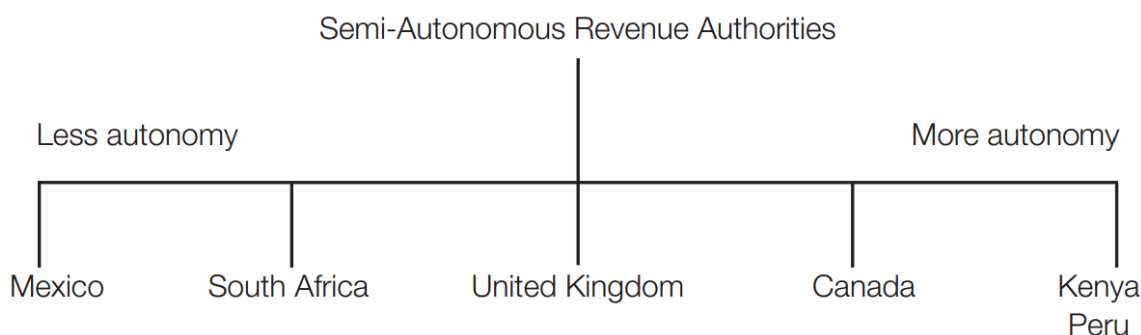 Semi-Autonomous Revenue Authorities
Less autonomy
More autonomy
Mexico
South Africa
United Kingdom
Canada
Kenya
Peru